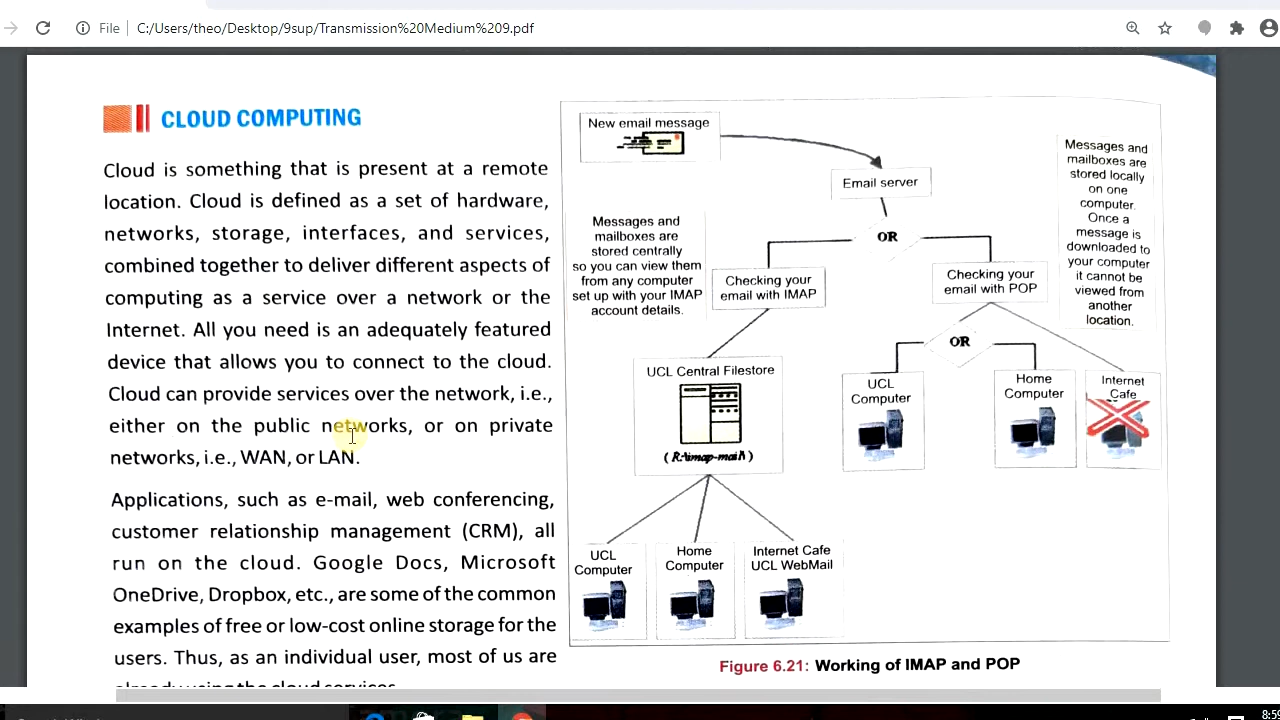 File
C:/Users/theo/Desktop/9sup/Transmission%20Medium%209.pdf
CLOUD COMPUTING
Cloud is something that is present at a remote
location. Cloud is defined as a set of hardware,
networks, storage, interfaces, and services,
combined together to deliver different aspects of
computing as a service over a network or the
Internet. All you need is an adequately featured
device that allows you to connect to the cloud.
Cloud can provide services over the network, i.e.,
either on the public networks, or on private
networks, i.e., WAN, or LAN.
Applications, such as e-mail, web conferencing,
customer relationship management (CRM), all
run on the cloud. Google Docs, Microsoft
OneDrive, Dropbox, etc., are some of the common
examples of free or low-cost online storage for the
users. Thus, as an individual user, most of us are
already using the cloud services.
New email message
Email server
OR
Messages and
mailboxes are
stored centrally
so you can view them
from any computer
set up with your IMAP
account details.
Checking your
email with IMAP
Checking your
email with POP
Messages and
mailboxes are
stored locally
on one
computer.
Once a
message is
downloaded to
your computer
it cannot be
viewed from
another
location.
OR
UCL Central Filestore
(R:\imap-mail\)
UCL
Computer
Home
Computer
Internet
Cafe
UCL
Computer
Home
Computer
Internet Cafe
UCL WebMail
Figure 6.21: Working of IMAP and POP